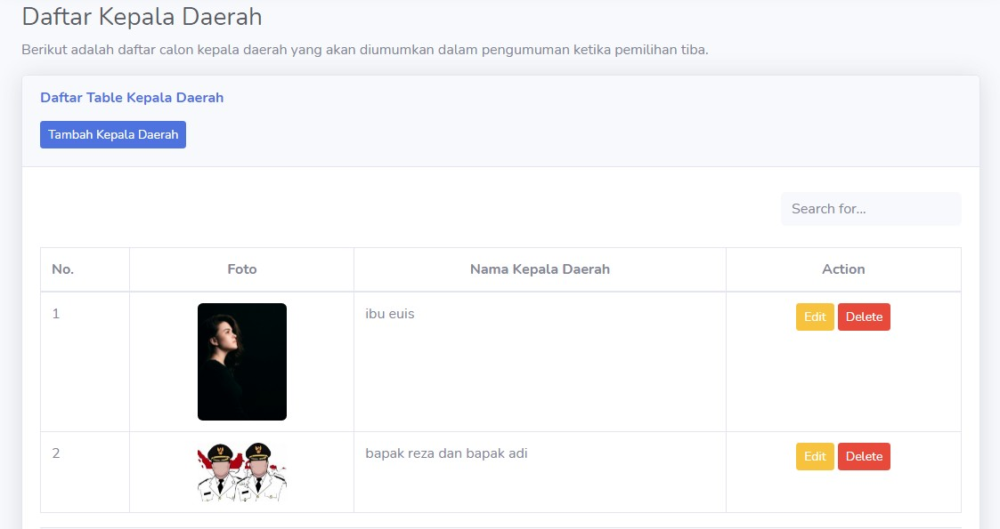 Daftar Kepala Daerah
Berikut adalah daftar calon kepala daerah yang akan diumumkan dalam pengumuman ketika pemilihan tiba.
Daftar Table Kepala Daerah
Tambah Kepala Daerah
Search for...
No. Foto Nama Kepala Daerah Action
1 ibu euis Edit Delete
2 bapak reza dan bapak adi Edit Delete